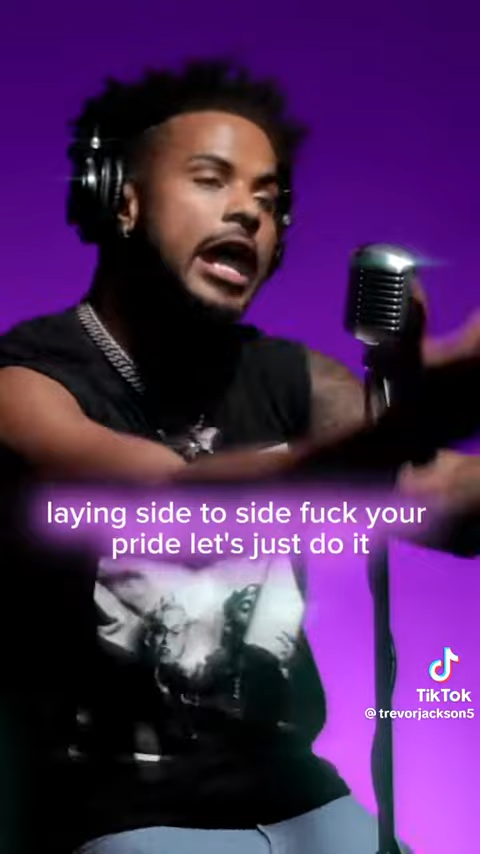 laying side to side fuck your
pride let's just do it
TikTok
@trevorjackson5